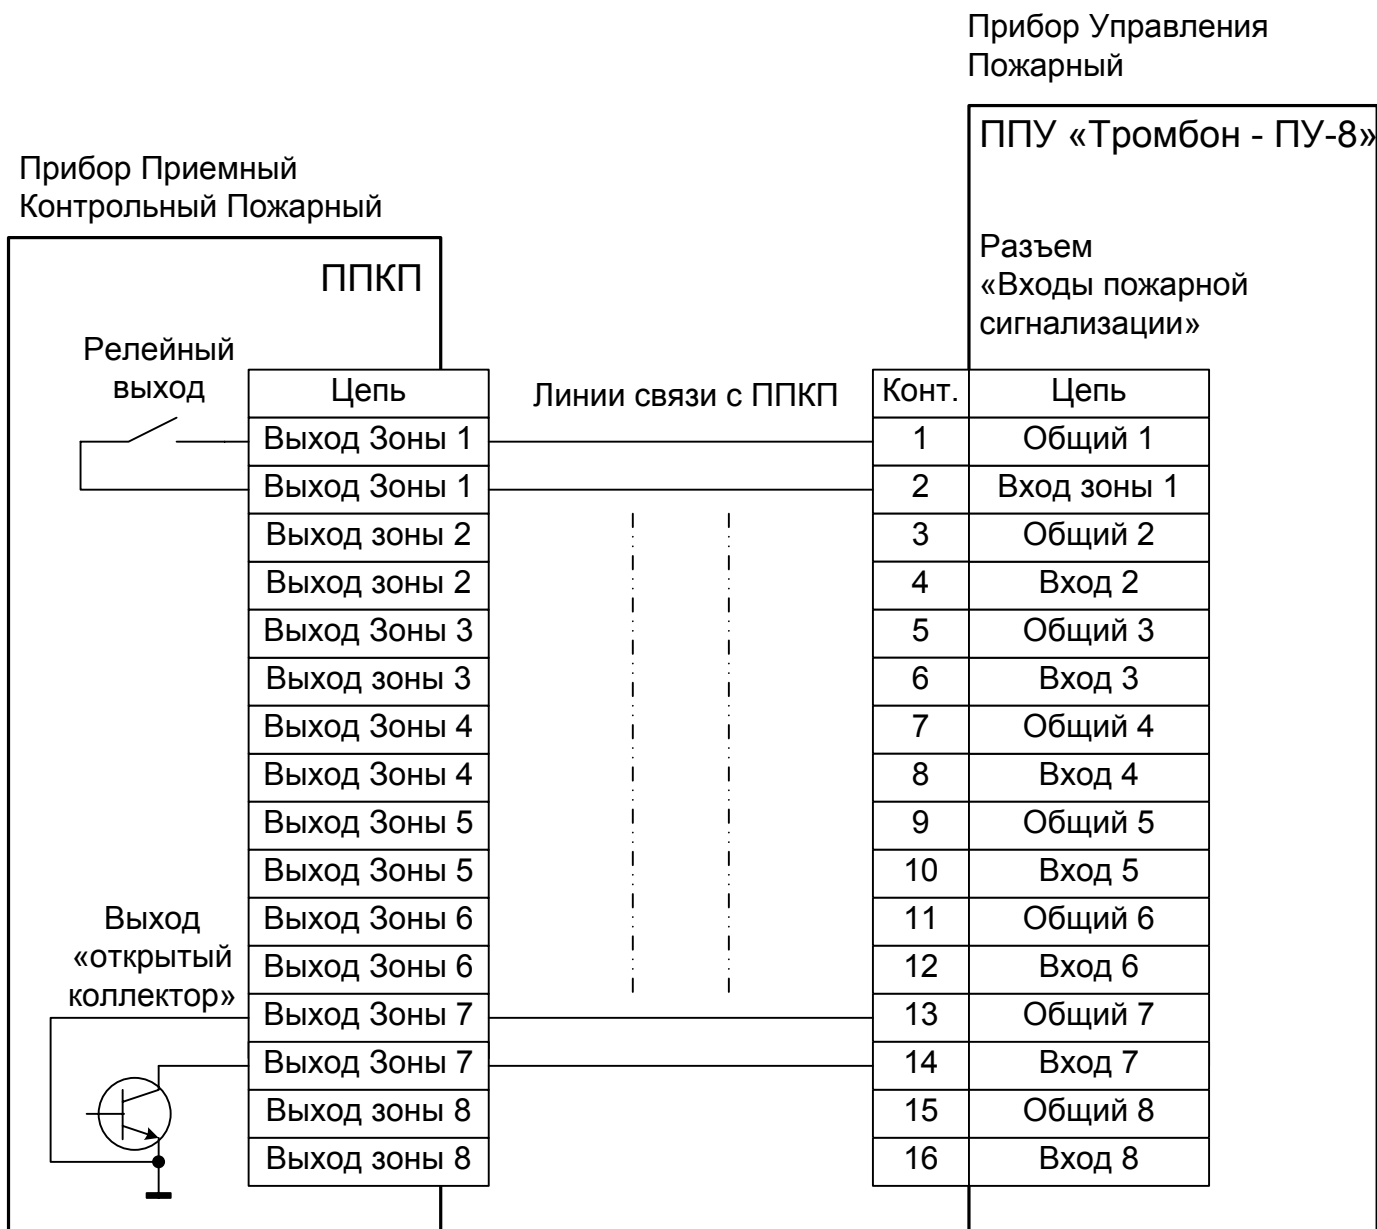 Прибор Управления
Пожарный
ППУ «Тромбон - ПУ-8»
Прибор Приемный
Контрольный Пожарный
ППКП
Разъем
«Входы пожарной
сигнализации»
Релейный
выход
Цепь
Линии связи с ППКП
Конт.
Цепь
Выход Зоны 1
1
Общий 1
Выход Зоны 1
2
Вход зоны 1
Выход зоны 2
3
Общий 2
Выход зоны 2
4
Вход 2
Выход Зоны 3
5
Общий 3
Выход зоны 3
6
Вход 3
Выход Зоны 4
7
Общий 4
Выход Зоны 4
8
Вход 4
Выход Зоны 5
9
Общий 5
Выход Зоны 5
10
Вход 5
Выход
«открытый
коллектор»
Выход Зоны 6
11
Общий 6
Выход Зоны 6
12
Вход 6
Выход Зоны 7
13
Общий 7
Выход Зоны 7
14
Вход 7
Выход зоны 8
15
Общий 8
Выход зоны 8
16
Вход 8